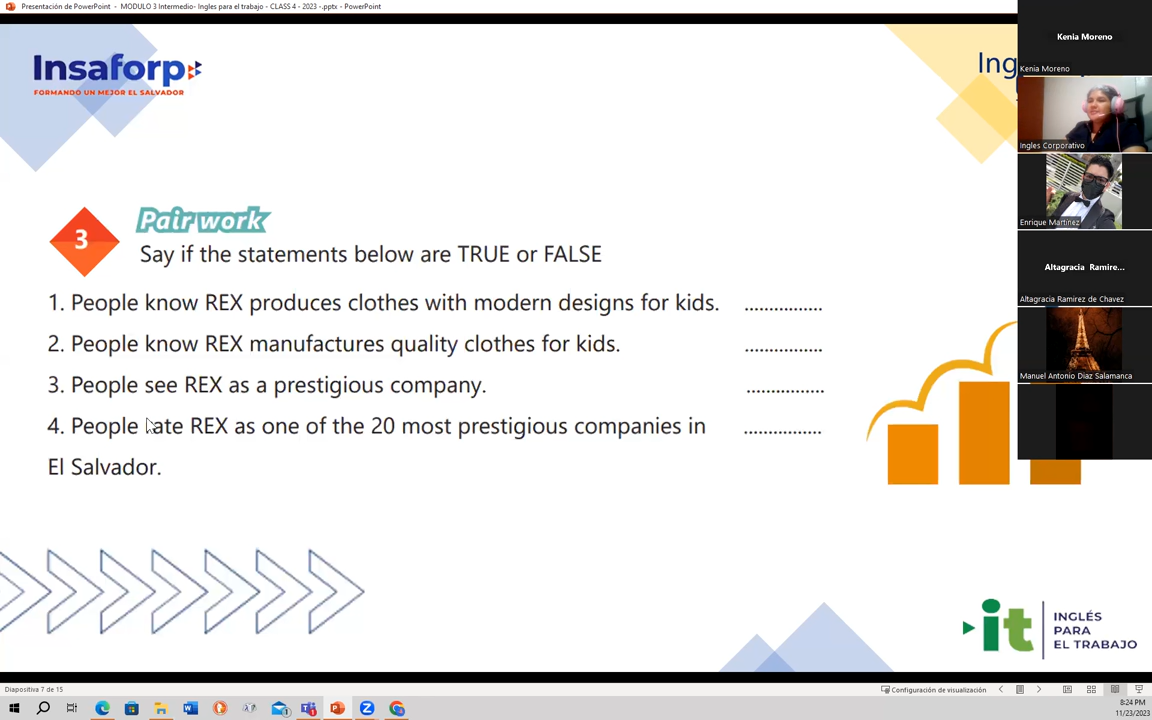 Presentación de PowerPoint - MODULO 3 Intermedio- Ingles para el trabajo - CLASS 4 - 2023 -.pptx - PowerPoint
Insaforp
FORMANDO UN MEJOR EL SALVADOR
Ing
Kenia Moreno
Kenia Moreno
Ingles Corporativo
Enrique Martinez
Altagracia Ramire...
Altagracia Ramirez de Chavez
Manuel Antonio Diaz Salamanca
3
Pair work
Say if the statements below are TRUE or FALSE
1. People know REX produces clothes with modern designs for kids. ................
2. People know REX manufactures quality clothes for kids. ................
3. People see REX as a prestigious company. ................
4. People rate REX as one of the 20 most prestigious companies in ................
El Salvador.
it
INGLÉS
PARA
EL TRABAJO
Diapositiva 7 de 15
Configuración de visualización
8:24 PM
11/23/2023